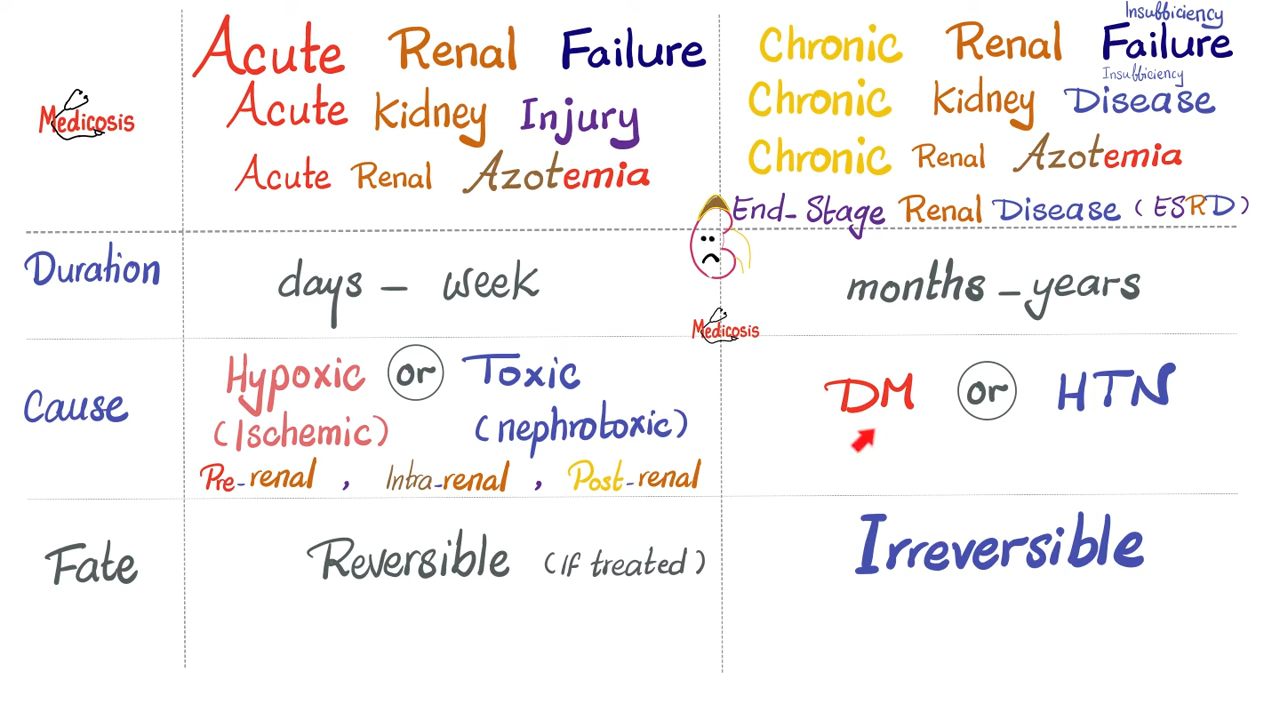 Insufficiency
Acute Renal Failure
Chronic Renal Failure
Insufficiency
Acute Kidney Injury
Chronic Kidney Disease
Medicosis
Acute Renal Azotemia
Chronic Renal Azotemia
End-Stage Renal Disease (ESRD)
Duration
days - week
months - years
Medicosis
Cause
Hypoxic or Toxic
(Ischemic) (nephrotoxic)
Pre-renal , Intra-renal , Post-renal
DM or HTN
Fate
Reversible (If treated)
Irreversible